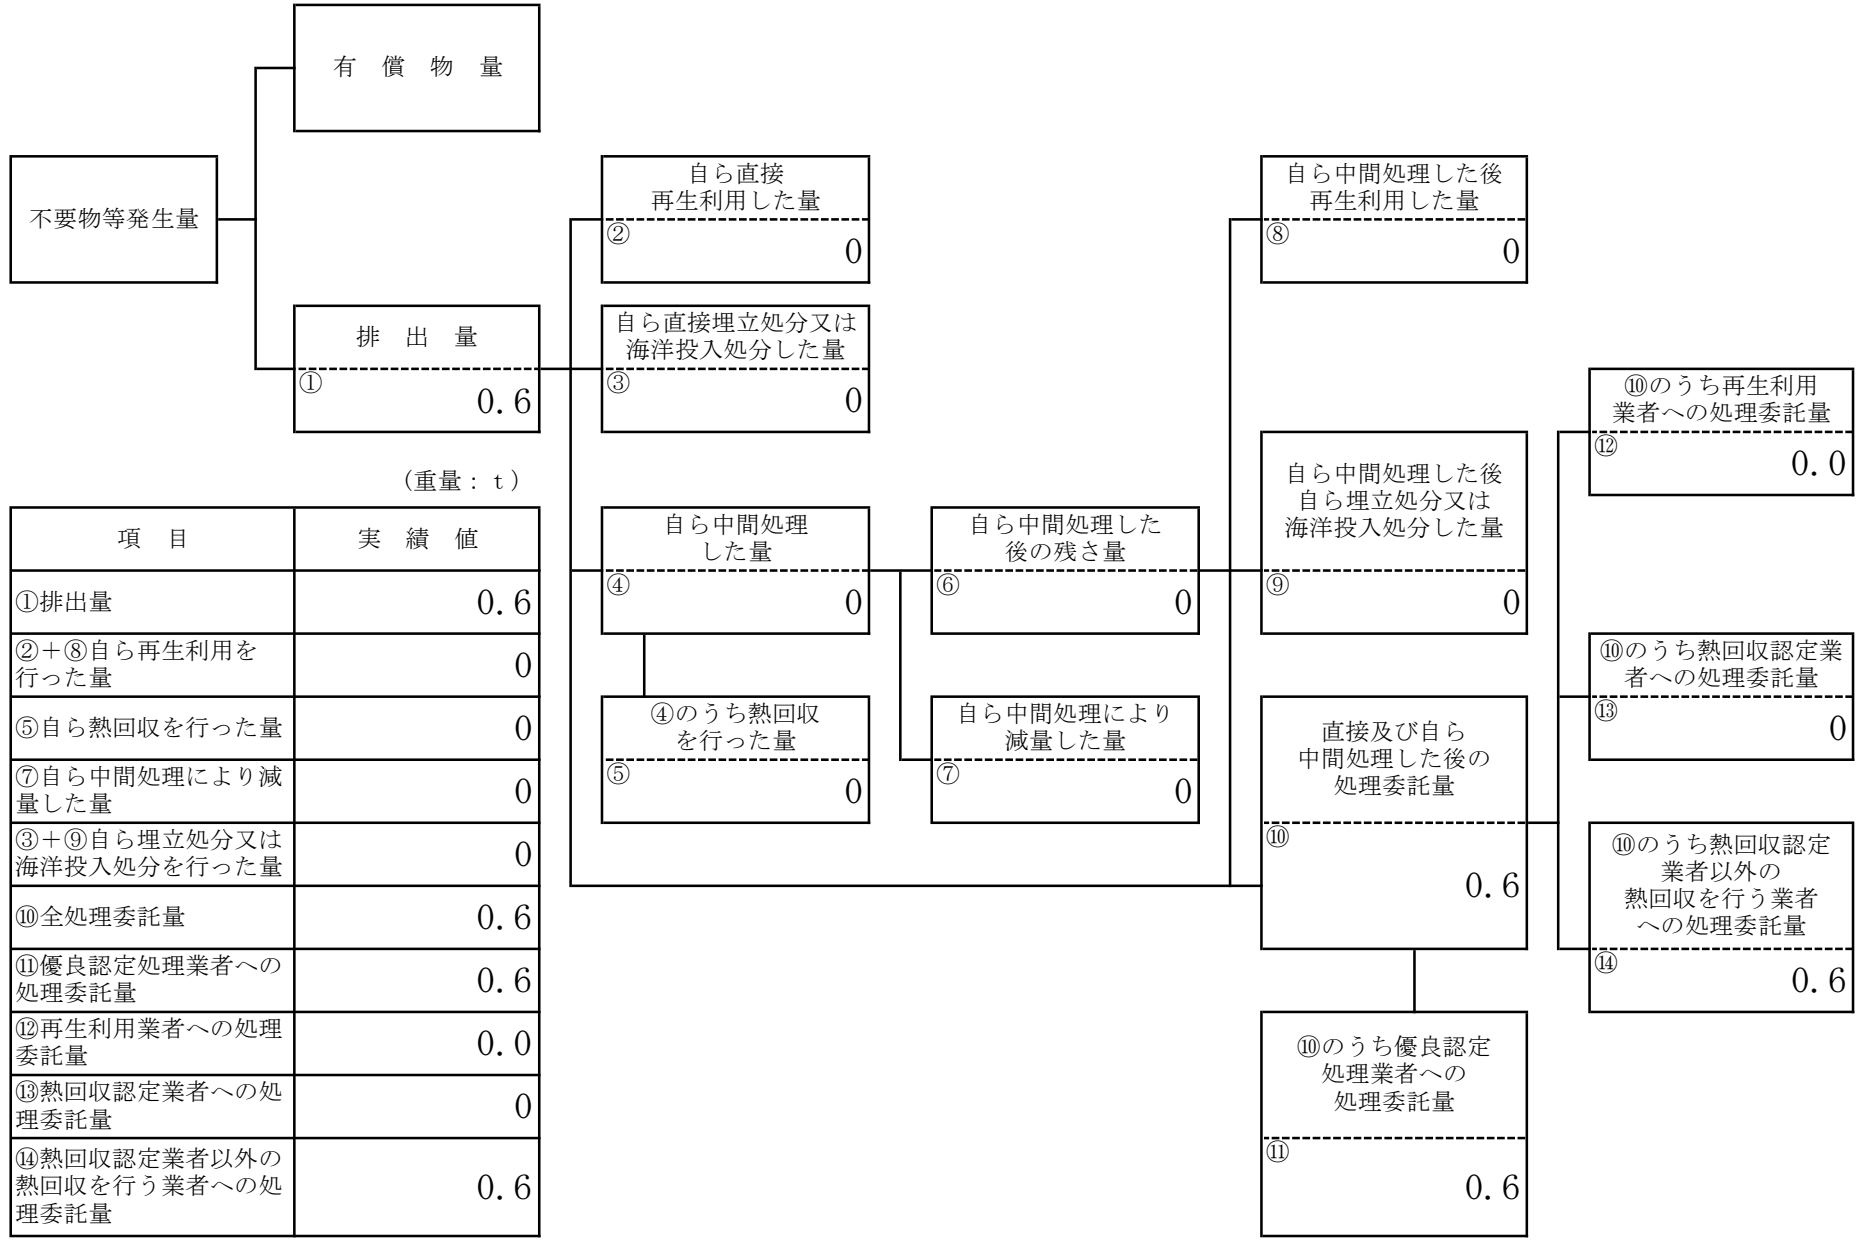 有　償　物　量
不要物等発生量
排　出　量
①
0.6
自ら直接
再生利用した量
②
0
自ら直接埋立処分又は
海洋投入処分した量
③
0
自ら中間処理
した量
④
0
④のうち熱回収
を行った量
⑤
0
自ら中間処理した
後の残さ量
⑥
0
自ら中間処理により
減量した量
⑦
0
自ら中間処理した後
再生利用した量
⑧
0
自ら中間処理した後
自ら埋立処分又は
海洋投入処分した量
⑨
0
直接及び自ら
中間処理した後の
処理委託量
⑩
0.6
⑩のうち優良認定
処理業者への
処理委託量
⑪
0.6
⑩のうち再生利用
業者への処理委託量
⑫
0.0
⑩のうち熱回収認定業
者への処理委託量
⑬
0
⑩のうち熱回収認定
業者以外の
熱回収を行う業者
への処理委託量
⑭
0.6
（重量：ｔ）
項　目　実　績　値
①排出量 0.6
②＋⑧自ら再生利用を
行った量 0
⑤自ら熱回収を行った量 0
⑦自ら中間処理により減
量した量 0
③＋⑨自ら埋立処分又は
海洋投入処分を行った量 0
⑩全処理委託量 0.6
⑪優良認定処理業者への
処理委託量 0.6
⑫再生利用業者への処理
委託量 0.0
⑬熱回収認定業者への処
理委託量 0
⑭熱回収認定業者以外の
熱回収を行う業者への処
理委託量 0.6